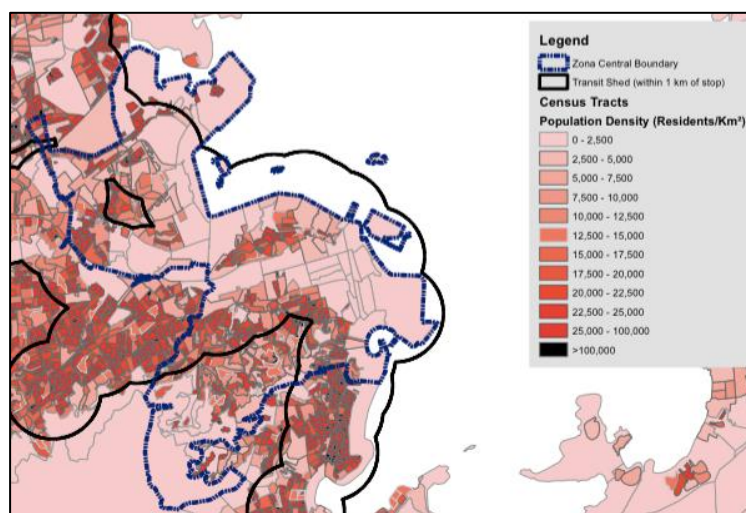 Legend
Zona Central Boundary
Transit Shed (within 1 km of stop)
Census Tracts
Population Density (Residents/Km²)
0 - 2,500
2,500 - 5,000
5,000 - 7,500
7,500 - 10,000
10,000 - 12,500
12,500 - 15,000
15,000 - 17,500
17,500 - 20,000
20,000 - 22,500
22,500 - 25,000
25,000 - 100,000
>100,000